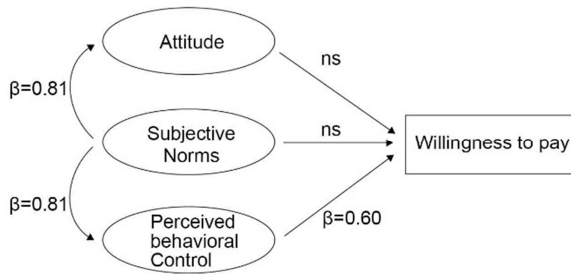 Attitude
ns
β=0.81
Subjective
Norms
ns
Willingness to pay
β=0.81
β=0.60
Perceived
behavioral
Control